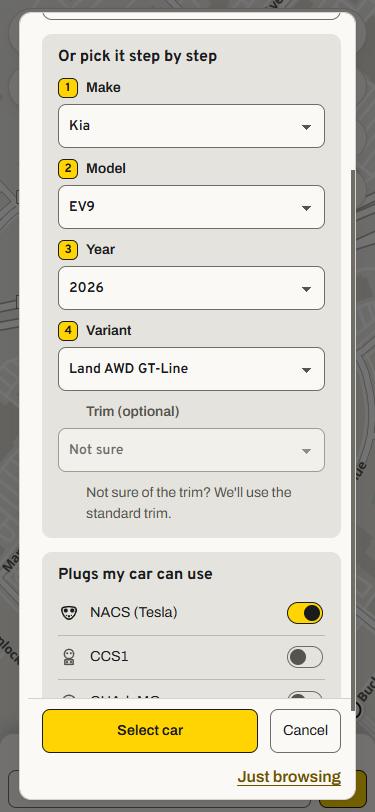 Or pick it step by step
1 Make
Kia
2 Model
EV9
3 Year
2026
4 Variant
Land AWD GT-Line
Trim (optional)
Not sure
Not sure of the trim? We'll use the
standard trim.
Plugs my car can use
NACS (Tesla)
CCS1
Select car
Cancel
Just browsing